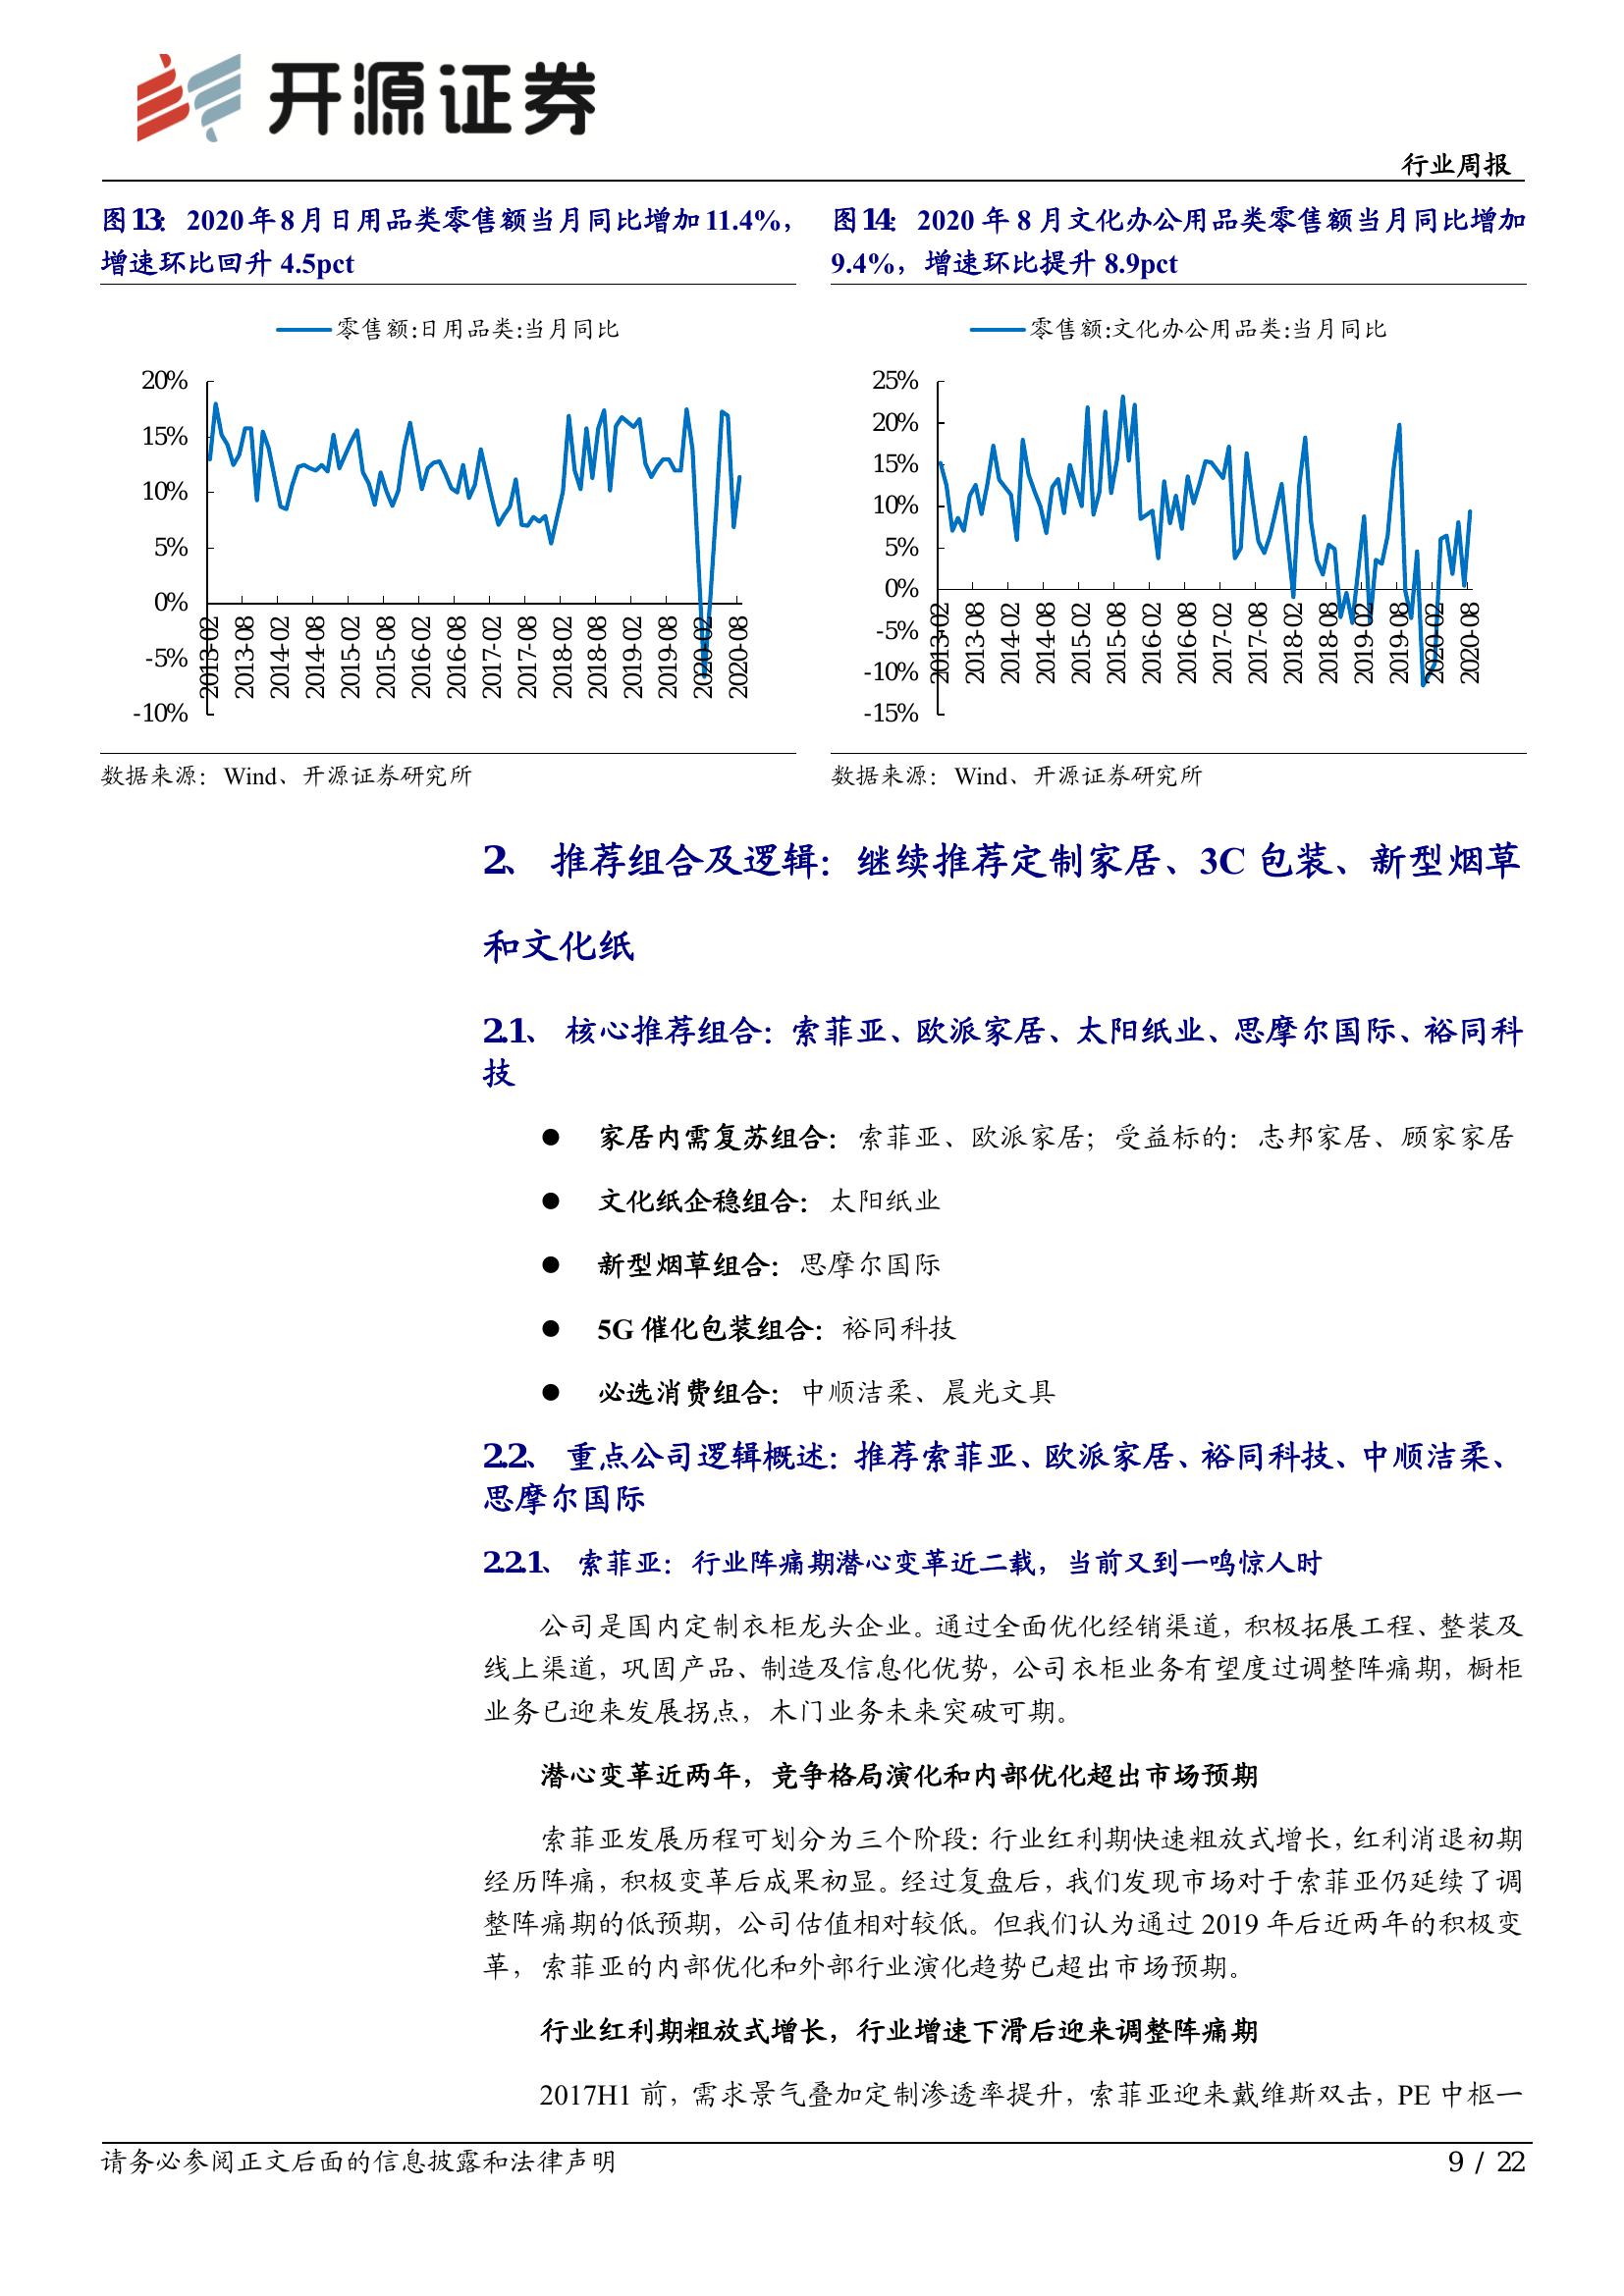 开源证券
行业周报
图13：2020年8月日用品类零售额当月同比增加11.4%，
增速环比回升 4.5pct
图14：2020 年 8 月文化办公用品类零售额当月同比增加
9.4%，增速环比提升 8.9pct
零售额:日用品类:当月同比
20%
15%
10%
5%
0%
-5%
-10%
2013-02
2013-08
2014-02
2014-08
2015-02
2015-08
2016-02
2016-08
2017-02
2017-08
2018-02
2018-08
2019-02
2019-08
2020-02
2020-08
零售额:文化办公用品类:当月同比
25%
20%
15%
10%
5%
0%
-5%
-10%
-15%
2013-02
2013-08
2014-02
2014-08
2015-02
2015-08
2016-02
2016-08
2017-02
2017-08
2018-02
2018-08
2019-02
2019-08
2020-02
2020-08
数据来源：Wind、开源证券研究所
数据来源：Wind、开源证券研究所
2、 推荐组合及逻辑：继续推荐定制家居、3C 包装、新型烟草
和文化纸
2.1、 核心推荐组合：索菲亚、欧派家居、太阳纸业、思摩尔国际、裕同科
技
● 家居内需复苏组合：索菲亚、欧派家居；受益标的：志邦家居、顾家家居
● 文化纸企稳组合：太阳纸业
● 新型烟草组合：思摩尔国际
● 5G 催化包装组合：裕同科技
● 必选消费组合：中顺洁柔、晨光文具
2.2、 重点公司逻辑概述：推荐索菲亚、欧派家居、裕同科技、中顺洁柔、
思摩尔国际
2.2.1、 索菲亚：行业阵痛期潜心变革近二载，当前又到一鸣惊人时
公司是国内定制衣柜龙头企业。通过全面优化经销渠道，积极拓展工程、整装及
线上渠道，巩固产品、制造及信息化优势，公司衣柜业务有望度过调整阵痛期，橱柜
业务已迎来发展拐点，木门业务未来突破可期。
潜心变革近两年，竞争格局演化和内部优化超出市场预期
索菲亚发展历程可划分为三个阶段：行业红利期快速粗放式增长，红利消退初期
经历阵痛，积极变革后成果初显。经过复盘后，我们发现市场对于索菲亚仍延续了调
整阵痛期的低预期，公司估值相对较低。但我们认为通过 2019 年后近两年的积极变
革，索菲亚的内部优化和外部行业演化趋势已超出市场预期。
行业红利期粗放式增长，行业增速下滑后迎来调整阵痛期
2017H1 前，需求景气叠加定制渗透率提升，索菲亚迎来戴维斯双击，PE 中枢一
请务必参阅正文后面的信息披露和法律声明
9 / 22